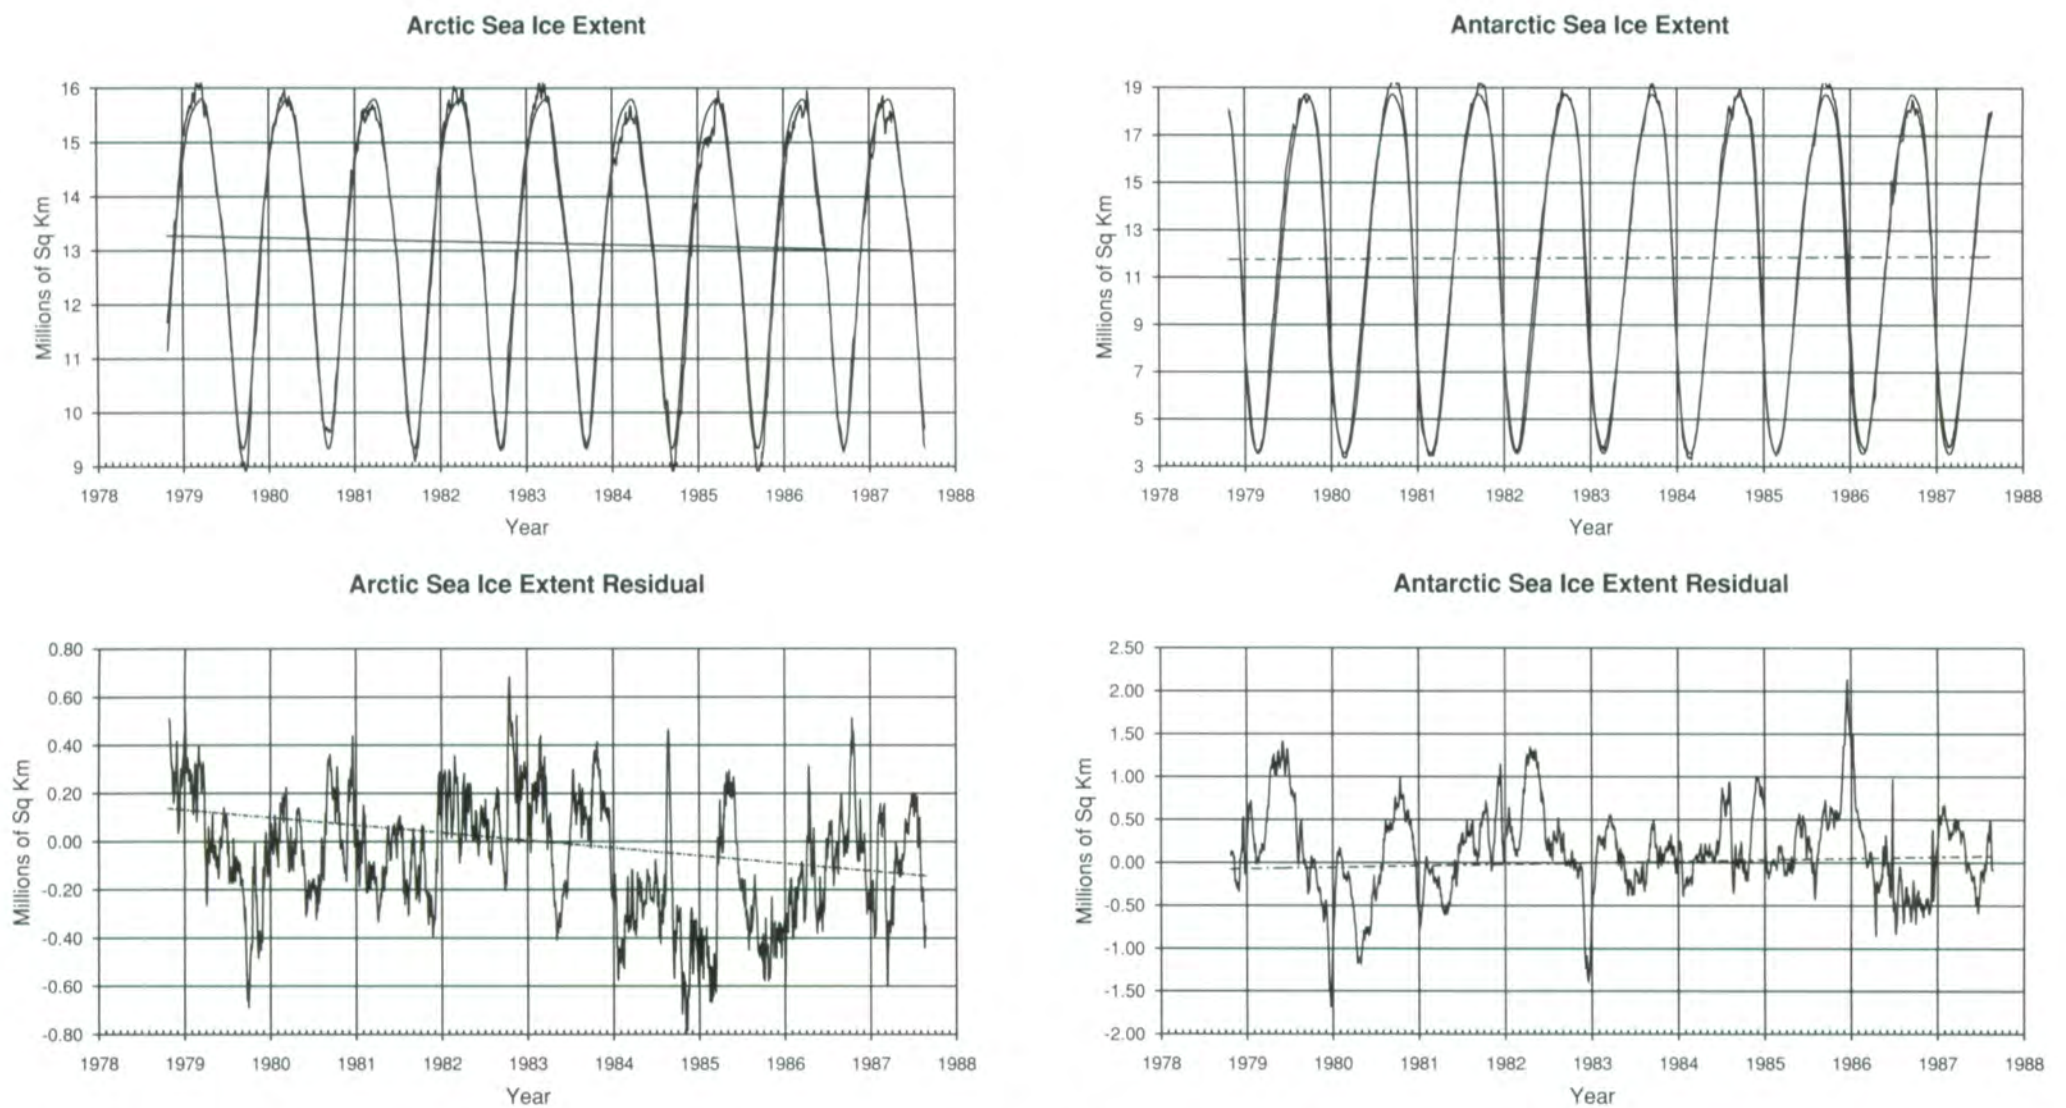 Arctic Sea Ice Extent
16
15
14
13
12
11
10
9
Millions of Sq Km
1978 1979 1980 1981 1982 1983 1984 1985 1986 1987 1988
Year
Antarctic Sea Ice Extent
19
17
15
13
11
9
7
5
3
Millions of Sq Km
1978 1979 1980 1981 1982 1983 1984 1985 1986 1987 1988
Year
Arctic Sea Ice Extent Residual
0.80
0.60
0.40
0.20
0.00
-0.20
-0.40
-0.60
-0.80
Millions of Sq Km
1978 1979 1980 1981 1982 1983 1984 1985 1986 1987 1988
Year
Antarctic Sea Ice Extent Residual
2.50
2.00
1.50
1.00
0.50
0.00
-0.50
-1.00
-1.50
-2.00
Millions of Sq Km
1978 1979 1980 1981 1982 1983 1984 1985 1986 1987 1988
Year